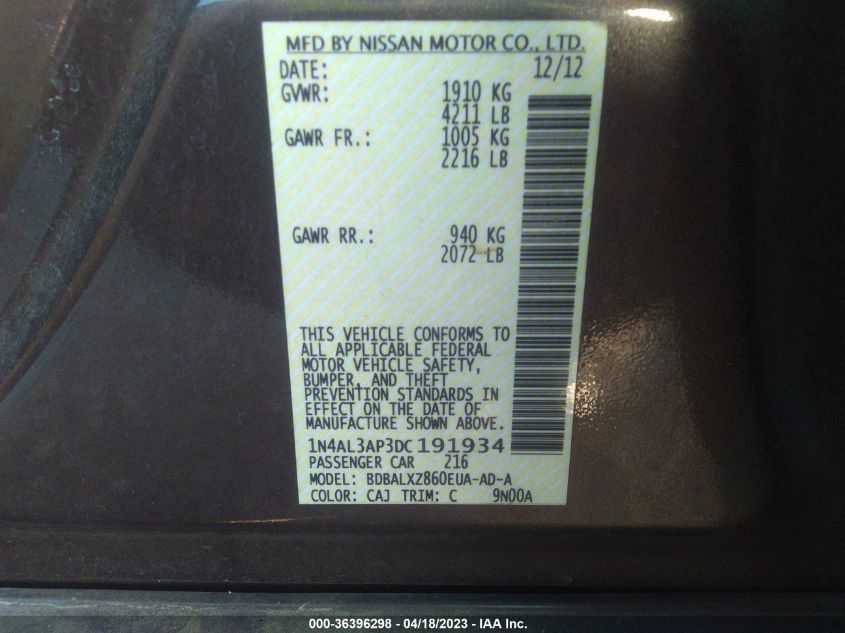 MFD BY NISSAN MOTOR CO., LTD.
DATE: 12/12
GVWR: 1910 KG
4211 LB
GAWR FR.: 1005 KG
2216 LB
GAWR RR.: 940 KG
2072 LB
THIS VEHICLE CONFORMS TO
ALL APPLICABLE FEDERAL
MOTOR VEHICLE SAFETY,
BUMPER, AND THEFT
PREVENTION STANDARDS IN
EFFECT ON THE DATE OF
MANUFACTURE SHOWN ABOVE.
1N4AL3AP3DC191934
PASSENGER CAR 216
MODEL: BDBALXZ860EUA-AD-A
COLOR: CAJ TRIM: C 9N00A
000-36396298 - 04/18/2023 - IAA Inc.